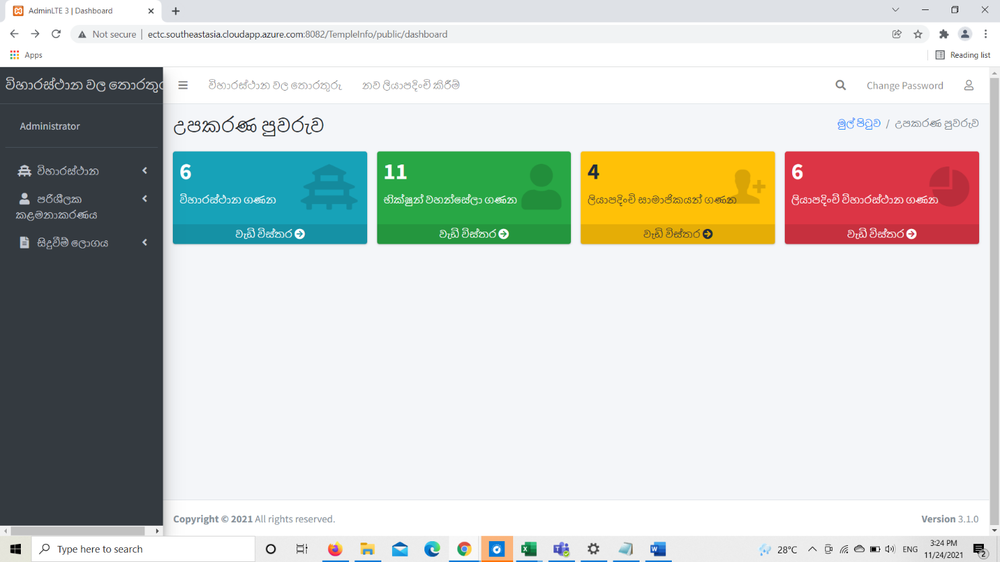 AdminLTE 3 | Dashboard
Not secure | ectc.southeastasia.cloudapp.azure.com:8082/TempleInfo/public/dashboard
Apps
Reading list
විහාරස්ථාන වල තොරතුර
විහාරස්ථාන වල තොරතුරු
නව ලියාපදිංචි කිරීම්
Change Password
Administrator
විහාරස්ථාන
පරිශීලක
කළමනාකරණය
සිදුවීම් ලොගය
උපකරණ පුවරුව
මුල් පිටුව / උපකරණ පුවරුව
6
විහාරස්ථාන ගණන
වැඩි විස්තර
11
භික්ෂුන් වහන්සේලා ගණන
වැඩි විස්තර
4
ලියාපදිංචි සාමාජිකයන් ගණන
වැඩි විස්තර
6
ලියාපදිංචි විහාරස්ථාන ගණන
වැඩි විස්තර
Copyright © 2021 All rights reserved.
Version 3.1.0
Type here to search
28°C
ENG
3:24 PM
11/24/2021
2